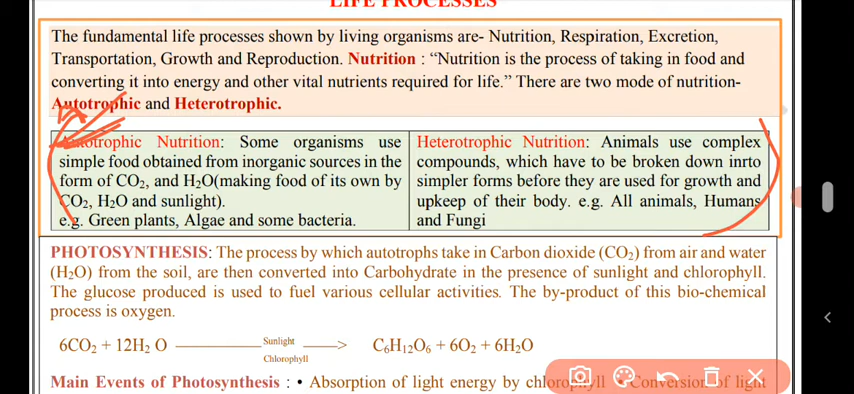 LIFE PROCESSES
The fundamental life processes shown by living organisms are- Nutrition, Respiration, Excretion,
Transportation, Growth and Reproduction. Nutrition : “Nutrition is the process of taking in food and
converting it into energy and other vital nutrients required for life.” There are two mode of nutrition-
Autotrophic and Heterotrophic.
Autotrophic Nutrition: Some organisms use
simple food obtained from inorganic sources in the
form of CO₂, and H₂O(making food of its own by
CO₂, H₂O and sunlight).
e.g. Green plants, Algae and some bacteria.
Heterotrophic Nutrition: Animals use complex
compounds, which have to be broken down inrto
simpler forms before they are used for growth and
upkeep of their body. e.g. All animals, Humans
and Fungi
PHOTOSYNTHESIS: The process by which autotrophs take in Carbon dioxide (CO₂) from air and water
(H₂O) from the soil, are then converted into Carbohydrate in the presence of sunlight and chlorophyll.
The glucose produced is used to fuel various cellular activities. The by-product of this bio-chemical
process is oxygen.
6CO₂ + 12H₂ O ——Sunlight——> C₆H₁₂O₆ + 6O₂ + 6H₂O
Chlorophyll
Main Events of Photosynthesis : • Absorption of light energy by chlorophyll • Conversion of light